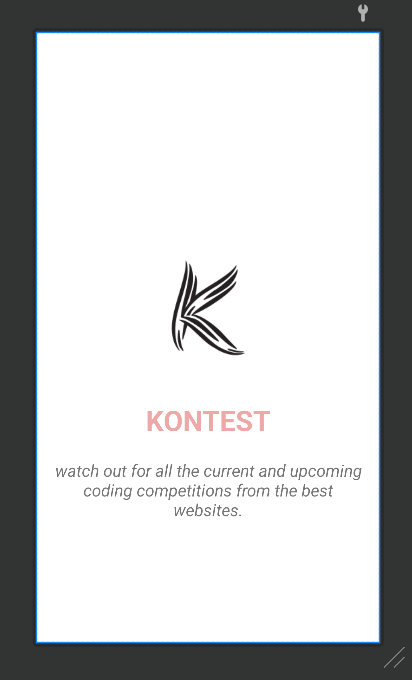 K
KONTEST
watch out for all the current and upcoming
coding competitions from the best
websites.